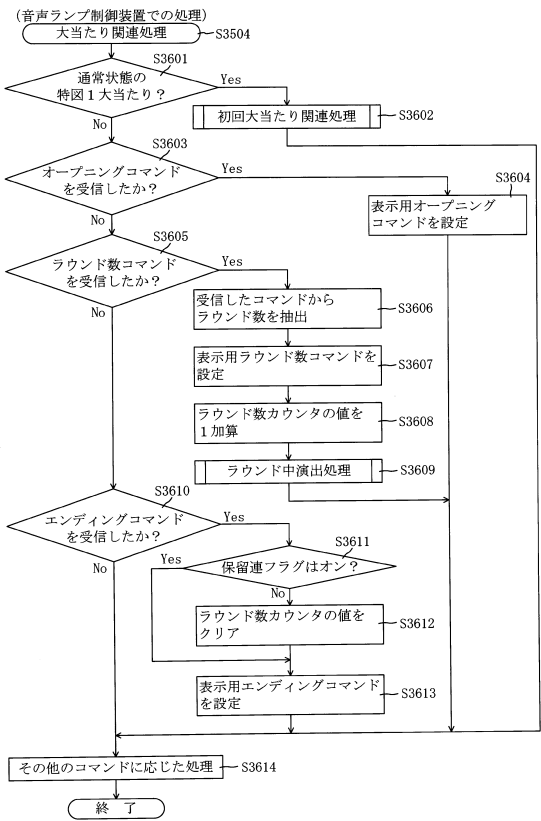 (音声ランプ制御装置での処理)
大当たり関連処理
S3504
S3601
通常状態の
特図1大当たり?
Yes
No
初回大当たり関連処理
S3602
S3603
オープニングコマンド
を受信したか?
Yes
No
S3604
表示用オープニング
コマンドを設定
S3605
ラウンド数コマンド
を受信したか?
Yes
No
受信したコマンドから
ラウンド数を抽出
S3606
表示用ラウンド数コマンドを
設定
S3607
ラウンド数カウンタの値を
1加算
S3608
ラウンド中演出処理
S3609
S3610
エンディングコマンド
を受信したか?
Yes
No
S3611
保留連フラグはオン?
Yes
No
ラウンド数カウンタの値を
クリア
S3612
表示用エンディングコマンド
を設定
S3613
その他のコマンドに応じた処理
S3614
終 了